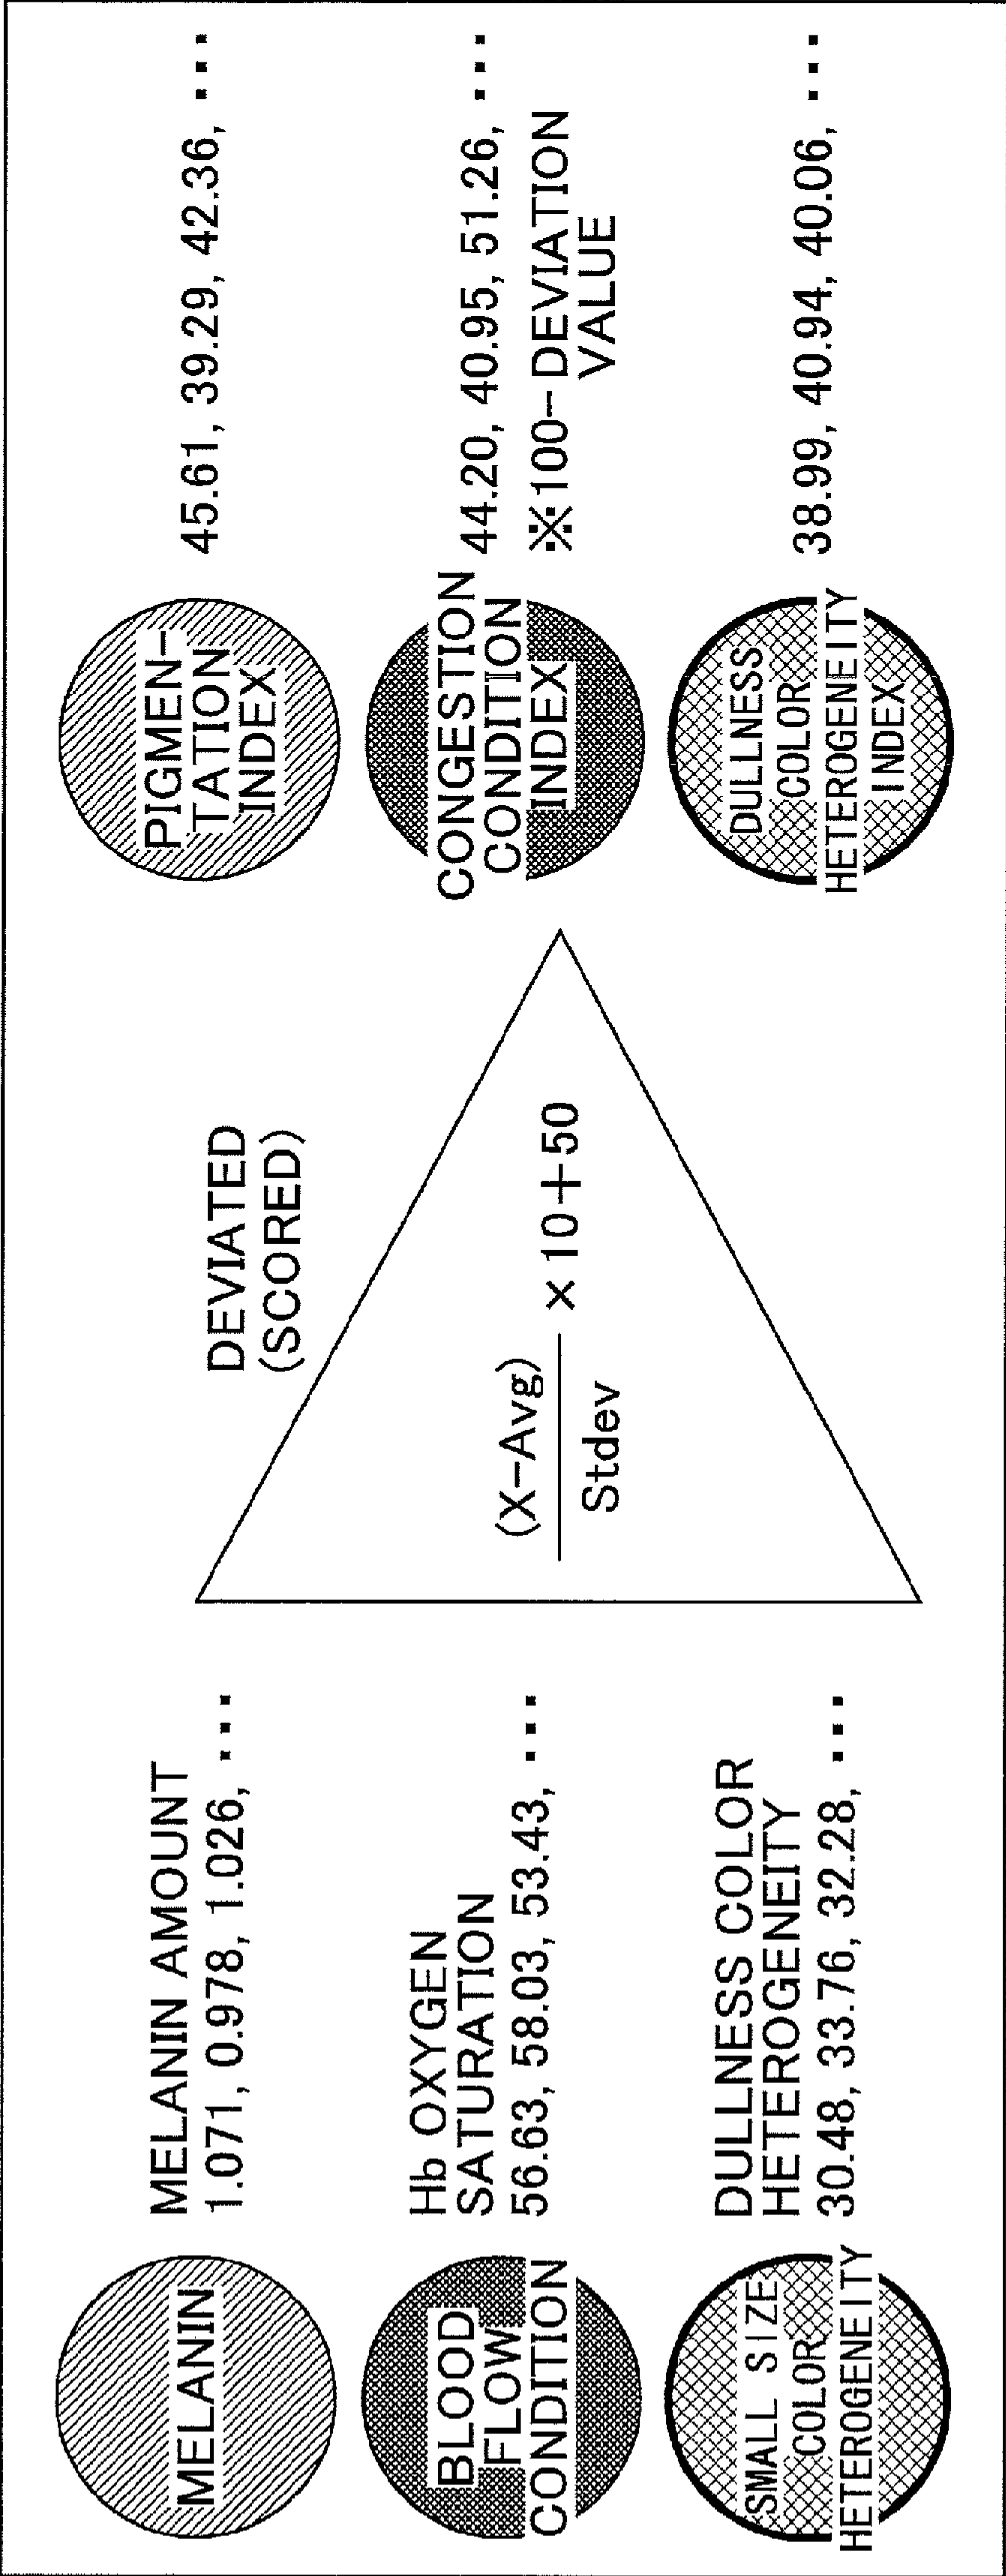 MELANIN
MELANIN AMOUNT
1.071, 0.978, 1.026, ...
BLOOD
FLOW
CONDITION
Hb OXYGEN
SATURATION
56.63, 58.03, 53.43, ...
SMALL SIZE
COLOR
HETEROGENEITY
DULLNESS COLOR
HETEROGENEITY
30.48, 33.76, 32.28, ...
DEVIATED
(SCORED)
(X-Avg)
Stdev
×10+50
PIGMEN-
TATION
INDEX
45.61, 39.29, 42.36, ...
CONGESTION
CONDITION
INDEX
44.20, 40.95, 51.26, ...
※100-DEVIATION
VALUE
DULLNESS
COLOR
HETEROGENEITY
INDEX
38.99, 40.94, 40.06, ...